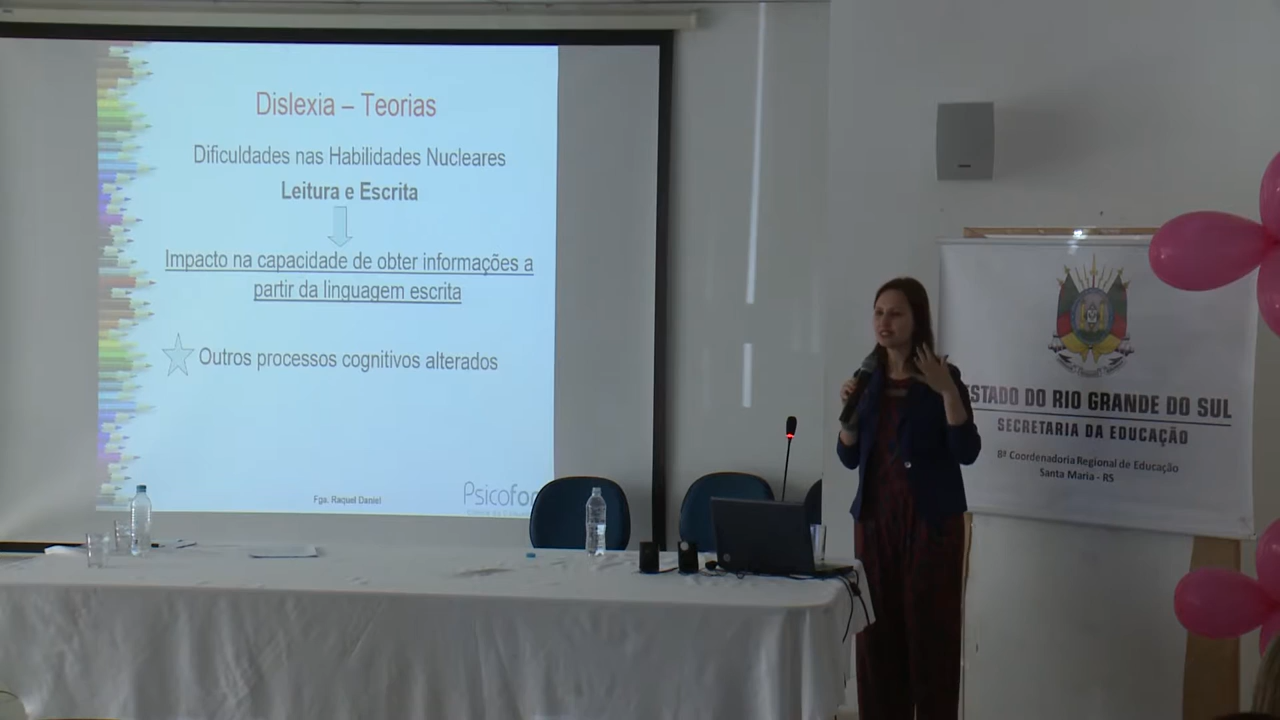 Dislexia – Teorias
Dificuldades nas Habilidades Nucleares
Leitura e Escrita
Impacto na capacidade de obter informações a
partir da linguagem escrita
Outros processos cognitivos alterados
Fga. Raquel Daniel
Psicofo
ESTADO DO RIO GRANDE DO SUL
SECRETARIA DA EDUCAÇÃO
8ª Coordenadoria Regional de Educação
Santa Maria - RS